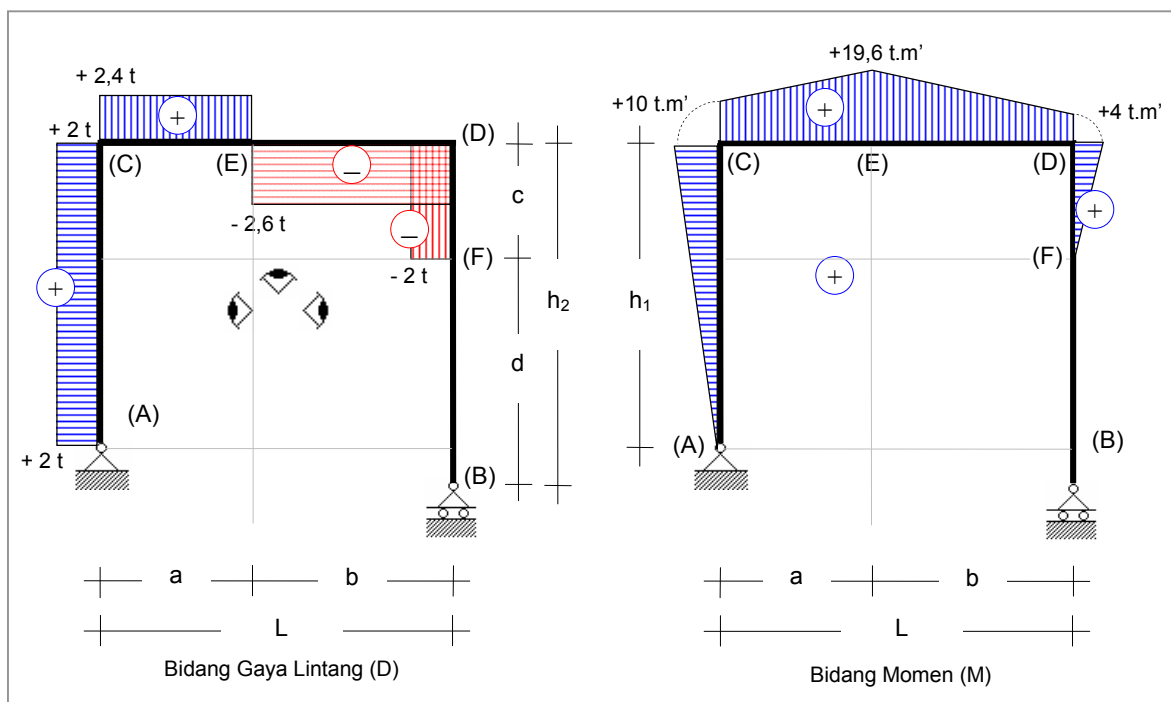 + 2,4 t
+ 2 t
+
(C)
(E)
(D)
−
c
- 2,6 t
−
(F)
- 2 t
+
h2
d
(A)
+ 2 t
(B)
a
b
L
Bidang Gaya Lintang (D)
+19,6 t.m’
+10 t.m’
+
+4 t.m’
(C)
(E)
(D)
+
(F)
+
h1
(A)
(B)
a
b
L
Bidang Momen (M)